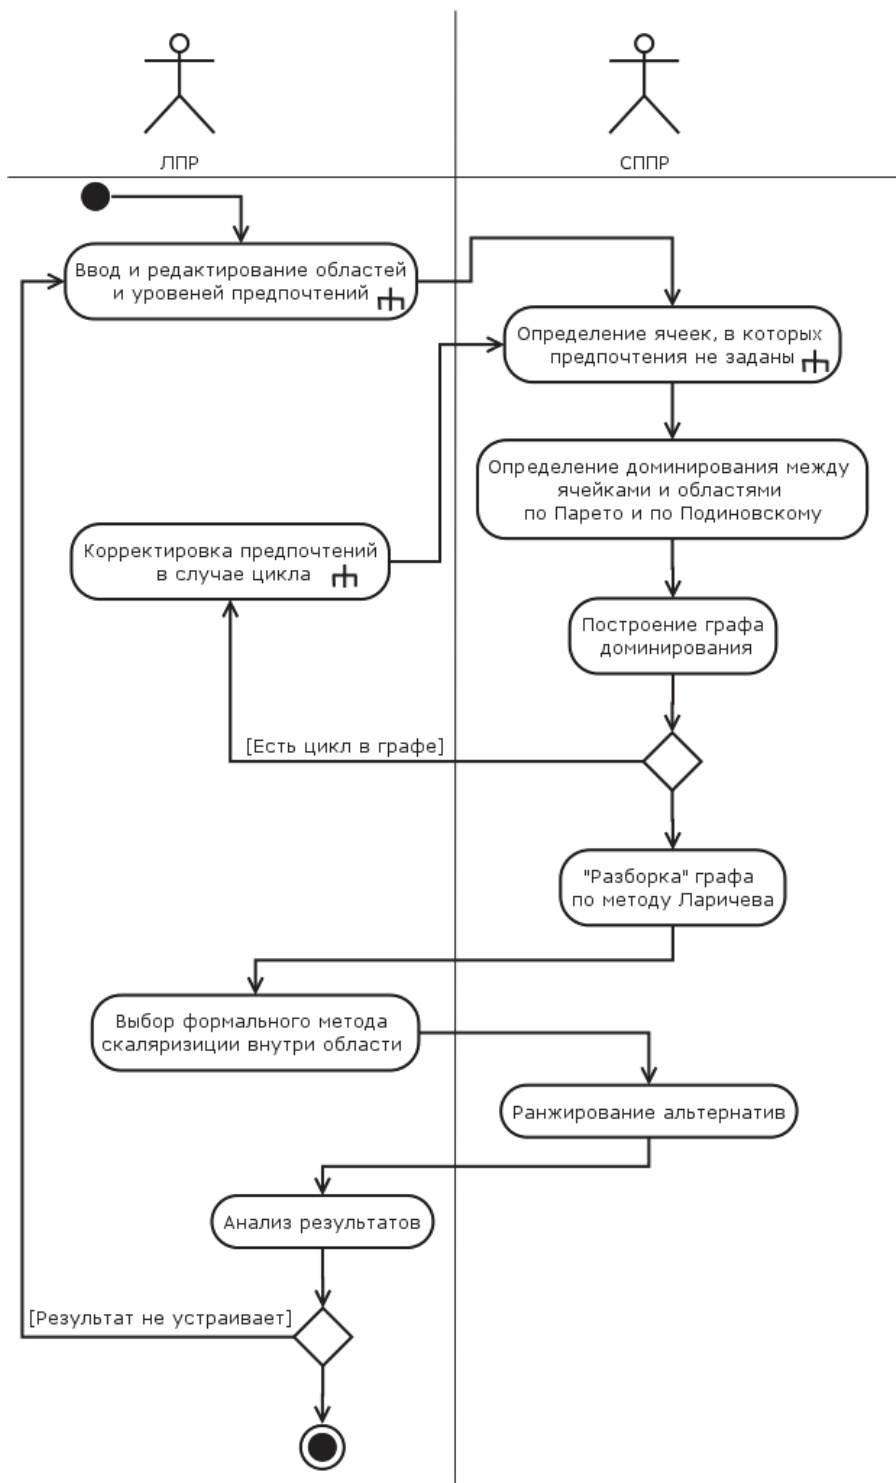 ЛПР
СППР
Ввод и редактирование областей
и уровеней предпочтений
Определение ячеек, в которых
предпочтения не заданы
Определение доминирования между
ячейками и областями
по Парето и по Подиновскому
Корректировка предпочтений
в случае цикла
Построение графа
доминирования
[Есть цикл в графе]
"Разборка" графа
по методу Ларичева
Выбор формального метода
скаляризиции внутри области
Ранжирование альтернатив
Анализ результатов
[Результат не устраивает]